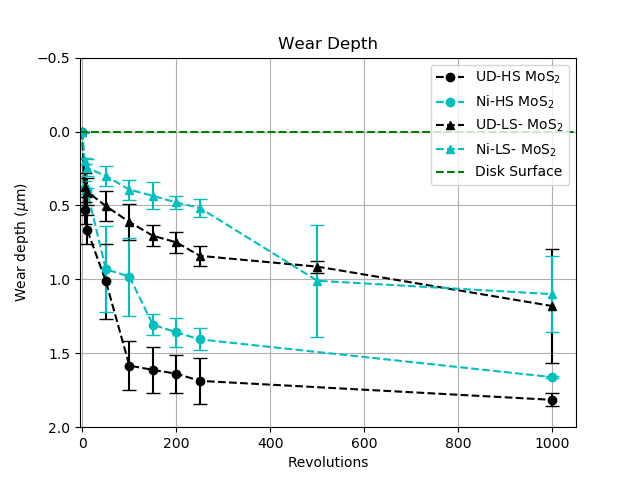 Wear Depth
−0.5
0.0
0.5
1.0
1.5
2.0
Wear depth (μm)
0
200
400
600
800
1000
Revolutions
UD-HS MoS₂
Ni-HS MoS₂
UD-LS- MoS₂
Ni-LS- MoS₂
Disk Surface